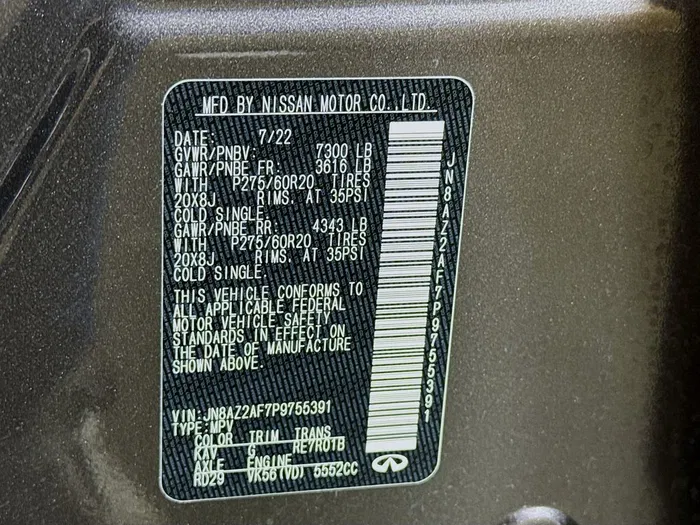 MFD BY NISSAN MOTOR CO.,LTD.
DATE: 7/22
GVWR/PNBV: 7300 LB
GAWR/PNBE FR: 3616 LB
WITH P275/60R20 TIRES
20X8J RIMS. AT 35PSI
COLD SINGLE.
GAWR/PNBE RR: 4343 LB
WITH P275/60R20 TIRES
20X8J RIMS. AT 35PSI
COLD SINGLE.
THIS VEHICLE CONFORMS TO
ALL APPLICABLE FEDERAL
MOTOR VEHICLE SAFETY
STANDARDS IN EFFECT ON
THE DATE OF MANUFACTURE
SHOWN ABOVE.
VIN:JN8AZ2AF7P9755391
TYPE:MPV
COLOR TRIM TRANS
KAV G RE7R01B
AXLE ENGINE
RD29 VK56(VD) 5552CC
JN8AZ2AF7P9755391